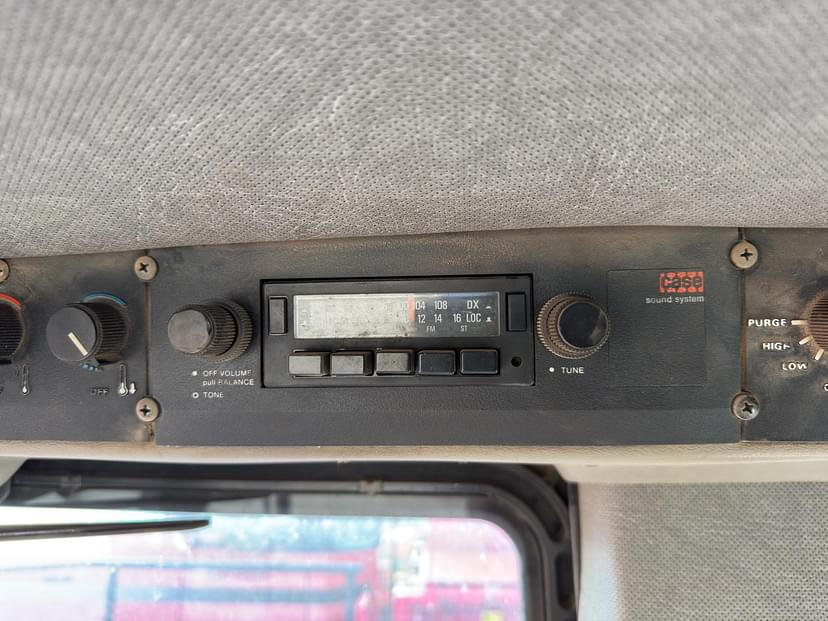 104 108 DX
12 14 16 LOC
FM ST
OFF VOLUME
pull BALANCE
TONE
TUNE
case
sound system
OFF
PURGE
HIGH
LOW